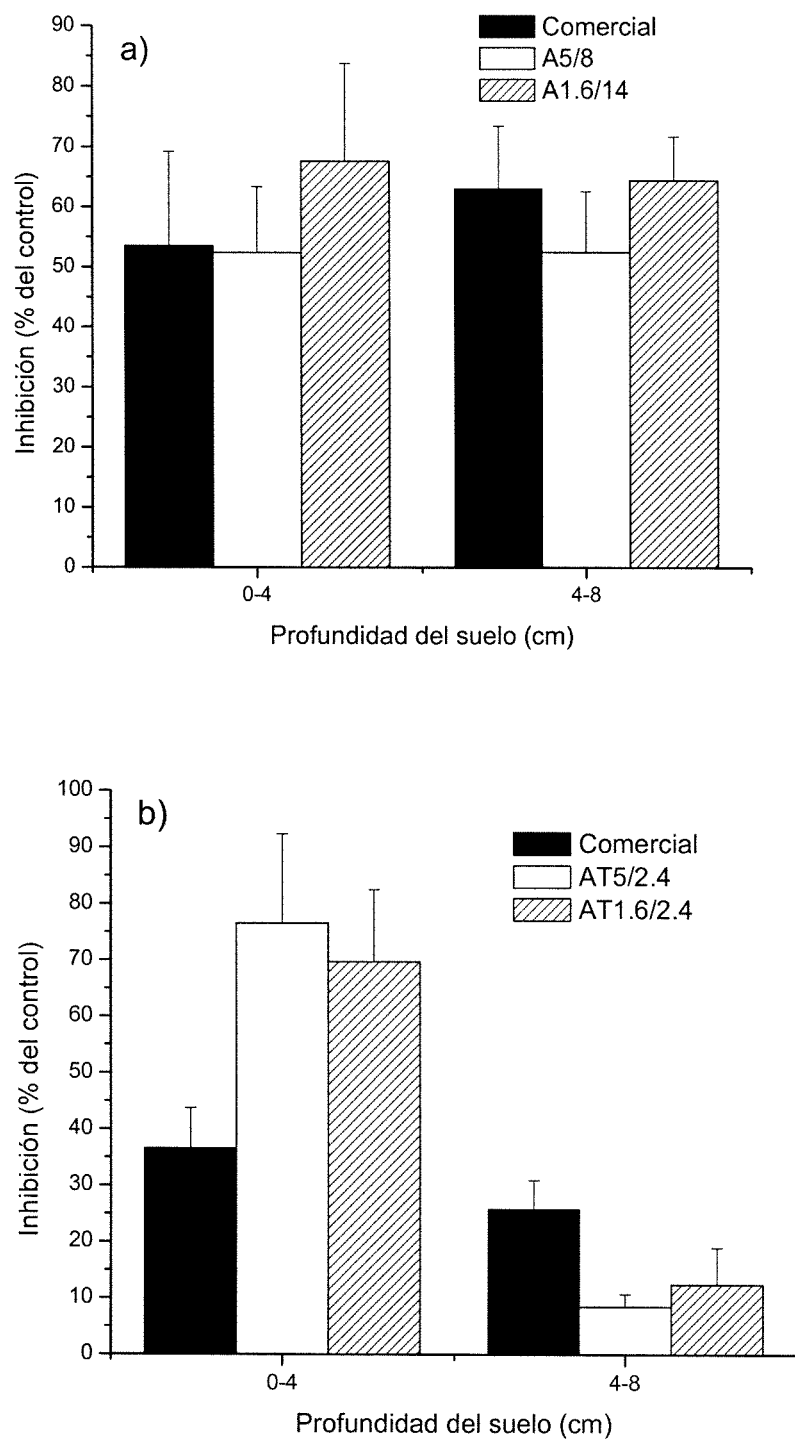 a)
Comercial
A5/8
A1.6/14
90
80
70
60
50
40
30
20
10
0
Inhibición (% del control)
0-4
4-8
Profundidad del suelo (cm)
b)
Comercial
AT5/2.4
AT1.6/2.4
100
90
80
70
60
50
40
30
20
10
0
Inhibición (% del control)
0-4
4-8
Profundidad del suelo (cm)